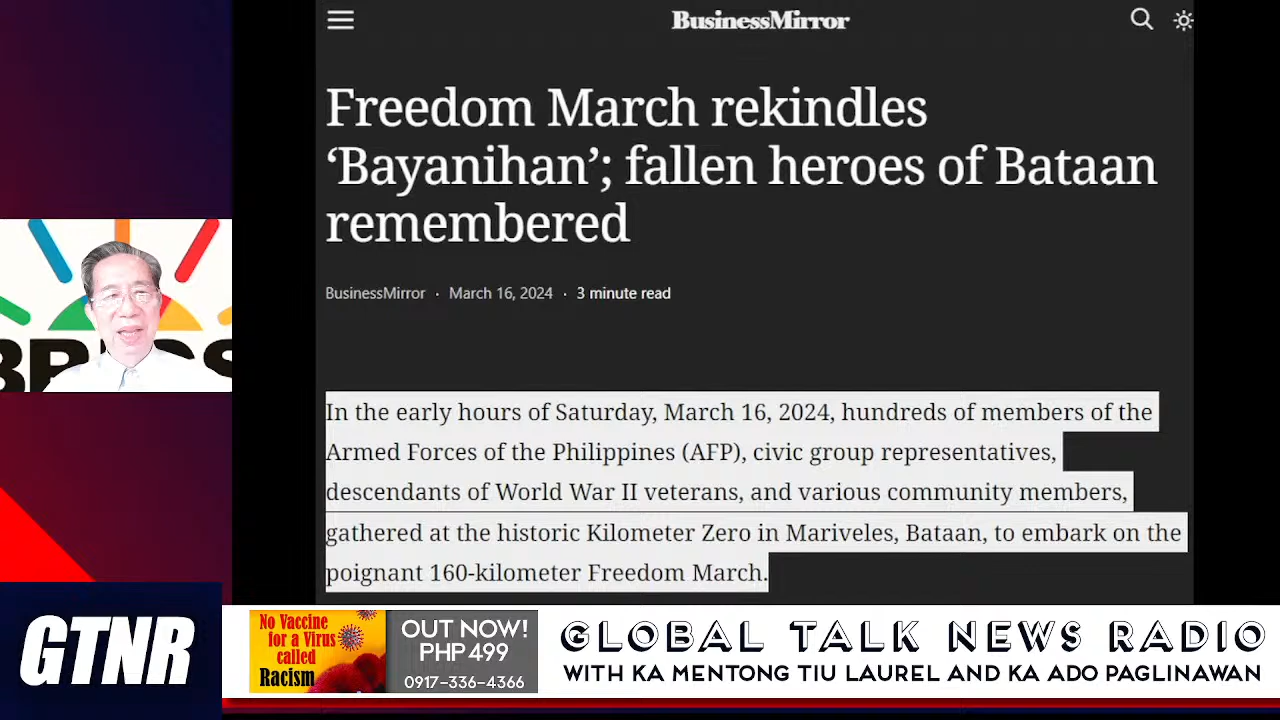 BusinessMirror
Freedom March rekindles
‘Bayanihan’; fallen heroes of Bataan
remembered
BusinessMirror · March 16, 2024 · 3 minute read
In the early hours of Saturday, March 16, 2024, hundreds of members of the
Armed Forces of the Philippines (AFP), civic group representatives,
descendants of World War II veterans, and various community members,
gathered at the historic Kilometer Zero in Mariveles, Bataan, to embark on the
poignant 160-kilometer Freedom March.
BRICS
GTNR
No Vaccine
for a Virus
called
Racism
OUT NOW!
PHP 499
0917-336-4366
GLOBAL TALK NEWS RADIO
WITH KA MENTONG TIU LAUREL AND KA ADO PAGLINAWAN